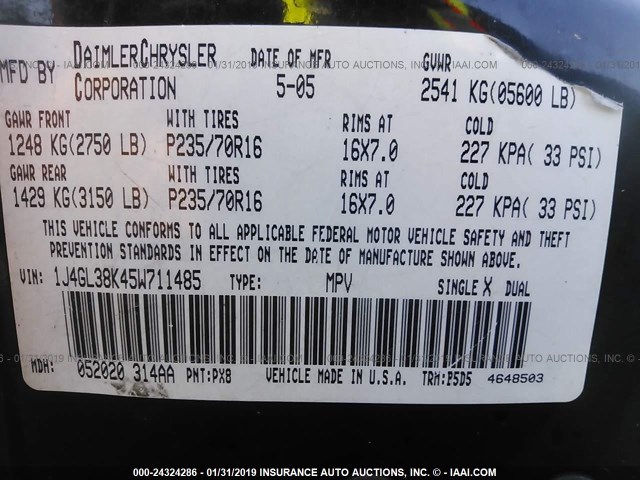 MFD BY DAIMLERCHRYSLER CORPORATION DATE OF MFR 5-05 GVWR 2541 KG(05600 LB)
GAWR FRONT WITH TIRES RIMS AT COLD
1248 KG(2750 LB) P235/70R16 16X7.0 227 KPA( 33 PSI)
GAWR REAR WITH TIRES RIMS AT COLD
1429 KG(3150 LB) P235/70R16 16X7.0 227 KPA( 33 PSI)
THIS VEHICLE CONFORMS TO ALL APPLICABLE FEDERAL MOTOR VEHICLE SAFETY AND THEFT
PREVENTION STANDARDS IN EFFECT ON THE DATE OF MANUFACTURE SHOWN ABOVE.
VIN: 1J4GL38K45W711485 TYPE: MPV SINGLE X DUAL
MDH: 052020 314AA PNT:PX8 VEHICLE MADE IN U.S.A. TRM: P5D5 4648503
000-24324286 - 01/31/2019 INSURANCE AUTO AUCTIONS, INC. - © IAAI.COM